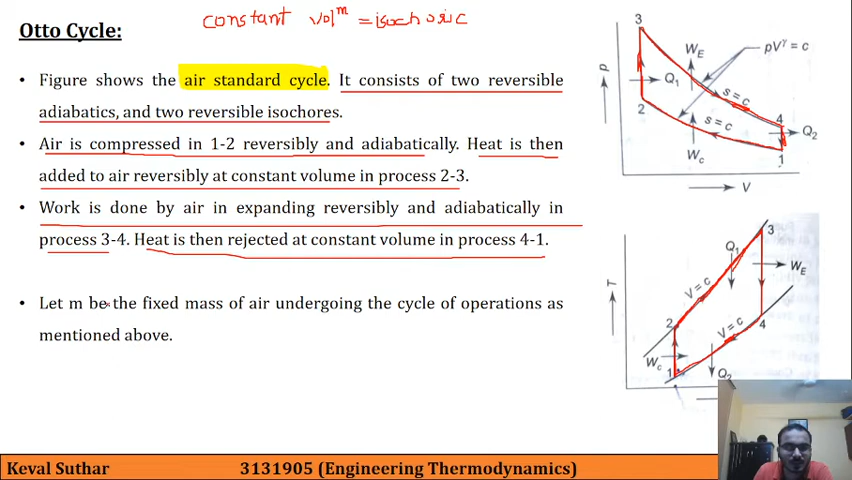 constant vol^m = isochoric
Otto Cycle:
• Figure shows the air standard cycle. It consists of two reversible
adiabatics, and two reversible isochores.
• Air is compressed in 1-2 reversibly and adiabatically. Heat is then
added to air reversibly at constant volume in process 2-3.
• Work is done by air in expanding reversibly and adiabatically in
process 3-4. Heat is then rejected at constant volume in process 4-1.
• Let m be the fixed mass of air undergoing the cycle of operations as
mentioned above.
3
W_E
pV^γ = c
p
Q₁
s = c
2
4
s = c
Q₂
W_c
1
V
3
Q₁
W_E
T
V = c
2
V = c
4
W_c
1
Q₂
Keval Suthar
3131905 (Engineering Thermodynamics)